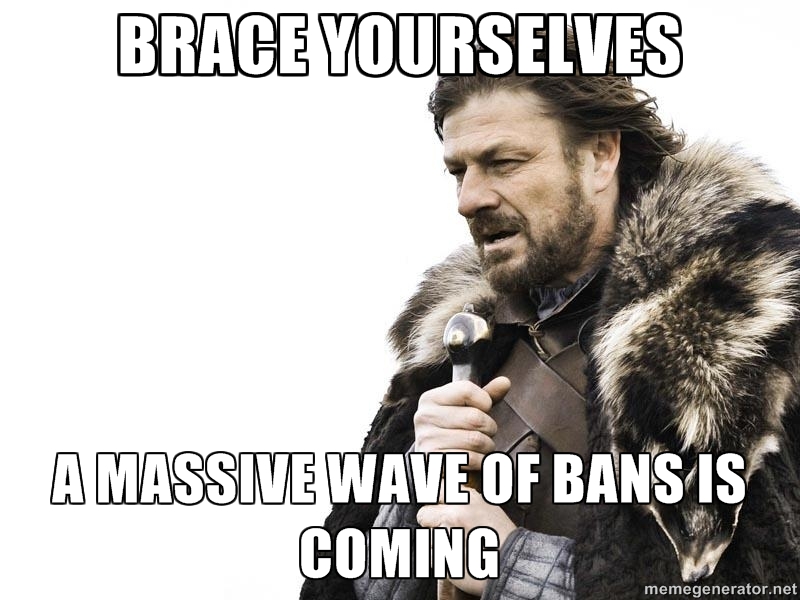 BRACE YOURSELVES
A MASSIVE WAVE OF BANS IS
COMING
memegenerator.net